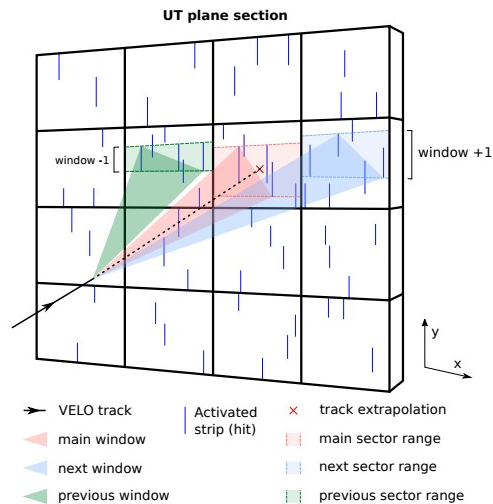 UT plane section
window -1
window +1
y
x
VELO track
Activated
strip (hit)
track extrapolation
main window
main sector range
next window
next sector range
previous window
previous sector range